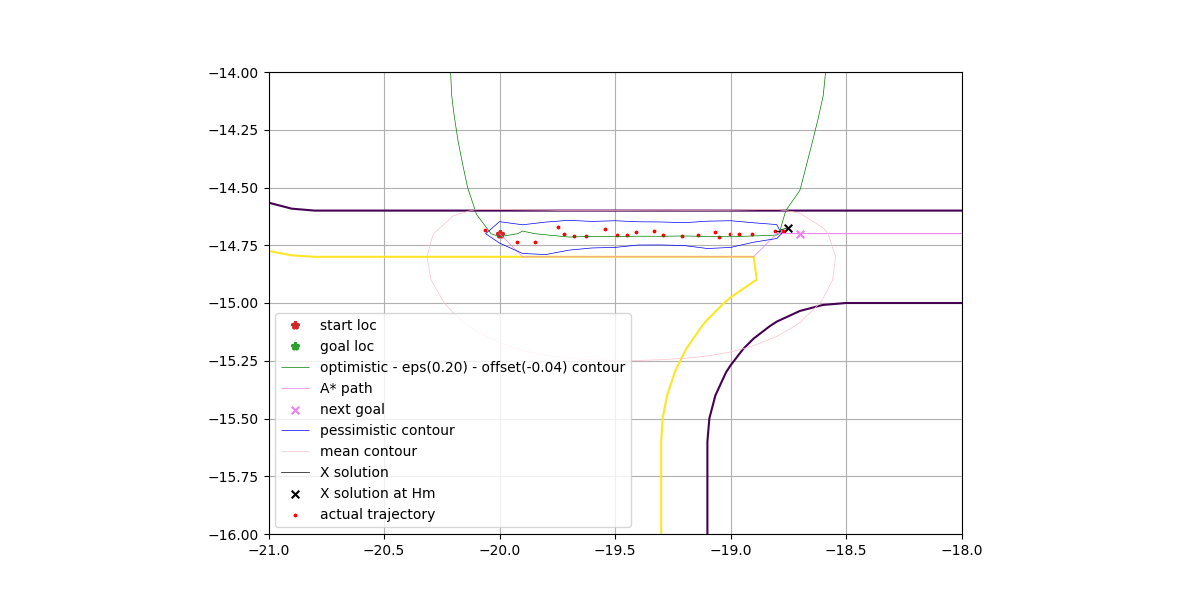 −14.00
−14.25
−14.50
−14.75
−15.00
−15.25
−15.50
−15.75
−16.00
start loc
goal loc
optimistic - eps(0.20) - offset(-0.04) contour
A* path
next goal
pessimistic contour
mean contour
X solution
X solution at Hm
actual trajectory
−21.0 −20.5 −20.0 −19.5 −19.0 −18.5 −18.0